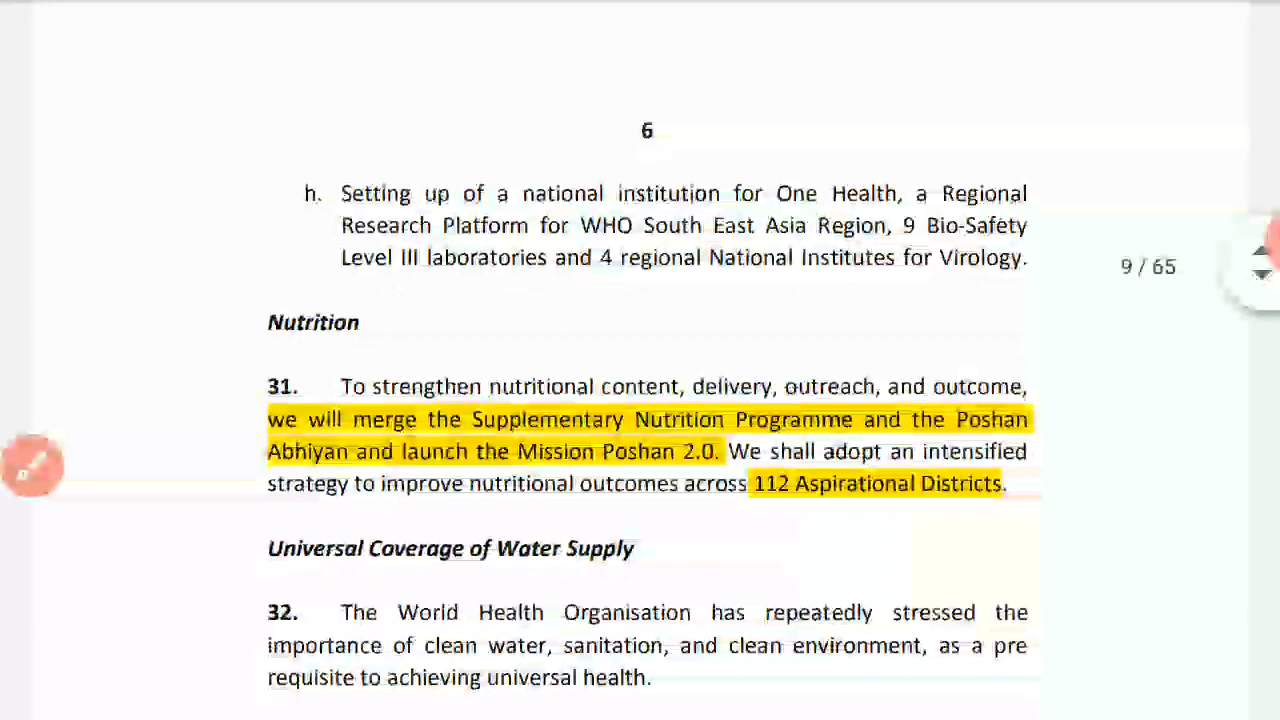 6
h. Setting up of a national institution for One Health, a Regional
Research Platform for WHO South East Asia Region, 9 Bio-Safety
Level III laboratories and 4 regional National Institutes for Virology.
9 / 65
Nutrition
31. To strengthen nutritional content, delivery, outreach, and outcome,
we will merge the Supplementary Nutrition Programme and the Poshan
Abhiyan and launch the Mission Poshan 2.0. We shall adopt an intensified
strategy to improve nutritional outcomes across 112 Aspirational Districts.
Universal Coverage of Water Supply
32. The World Health Organisation has repeatedly stressed the
importance of clean water, sanitation, and clean environment, as a pre
requisite to achieving universal health.